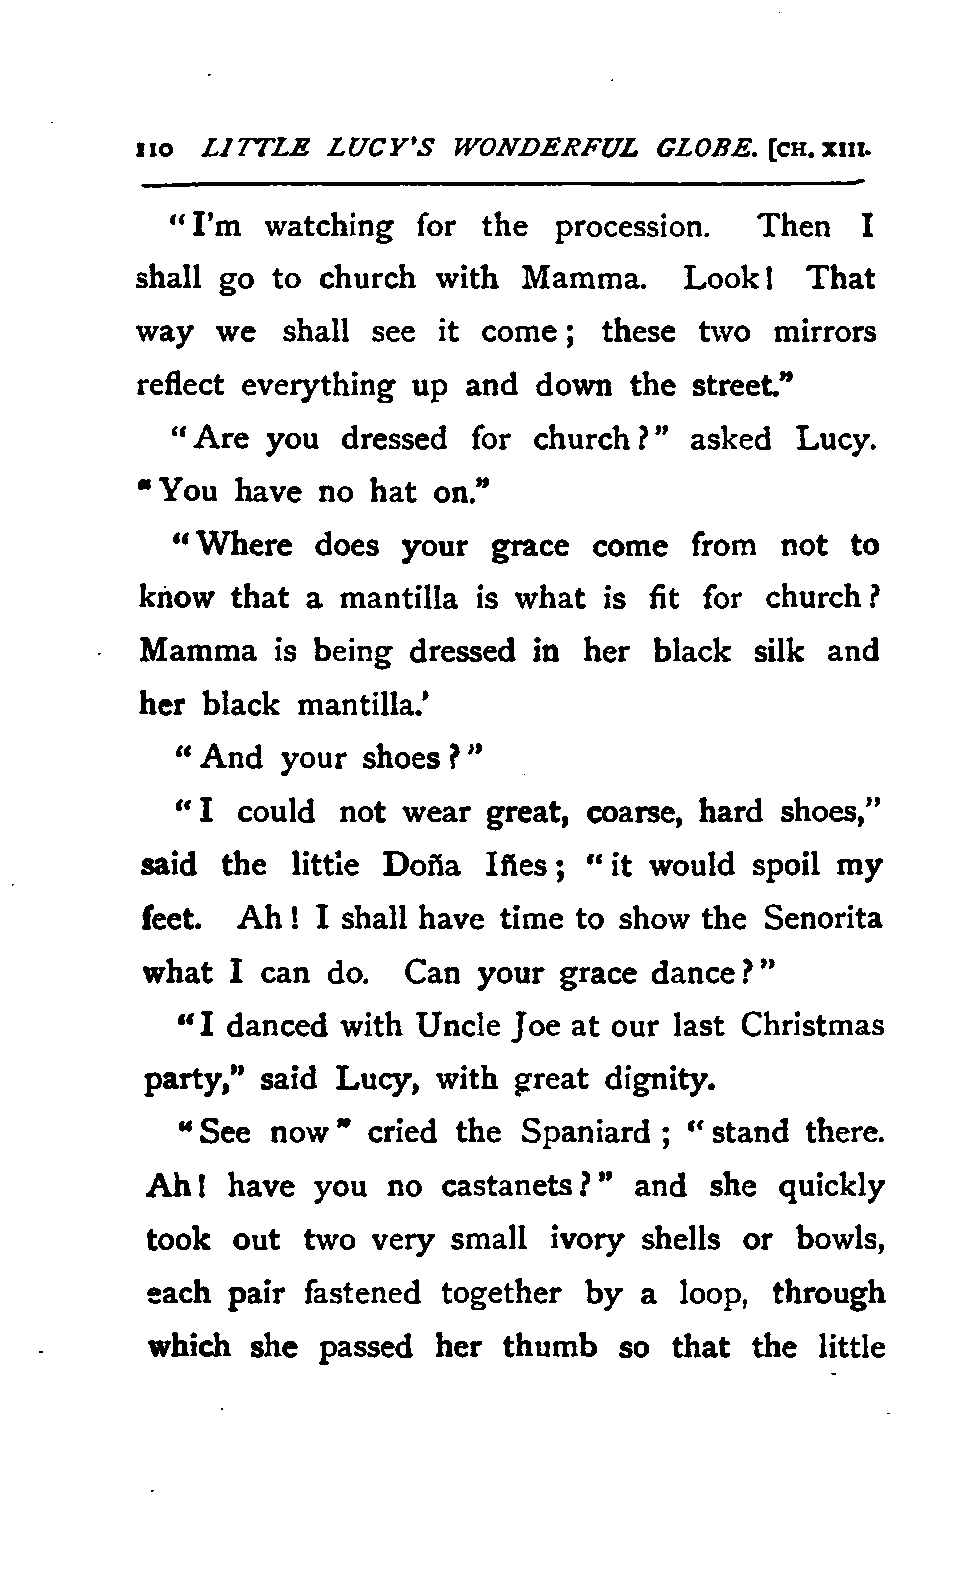 110 LITTLE LUCY'S WONDERFUL GLOBE. [CH. XIII.
"I'm watching for the procession. Then I
shall go to church with Mamma. Look! That
way we shall see it come; these two mirrors
reflect everything up and down the street."
"Are you dressed for church?" asked Lucy.
"You have no hat on."
"Where does your grace come from not to
know that a mantilla is what is fit for church?
Mamma is being dressed in her black silk and
her black mantilla.'
"And your shoes?"
"I could not wear great, coarse, hard shoes,"
said the little Doña Iñes; "it would spoil my
feet. Ah! I shall have time to show the Senorita
what I can do. Can your grace dance?"
"I danced with Uncle Joe at our last Christmas
party," said Lucy, with great dignity.
"See now" cried the Spaniard; "stand there.
Ah! have you no castanets?" and she quickly
took out two very small ivory shells or bowls,
each pair fastened together by a loop, through
which she passed her thumb so that the little